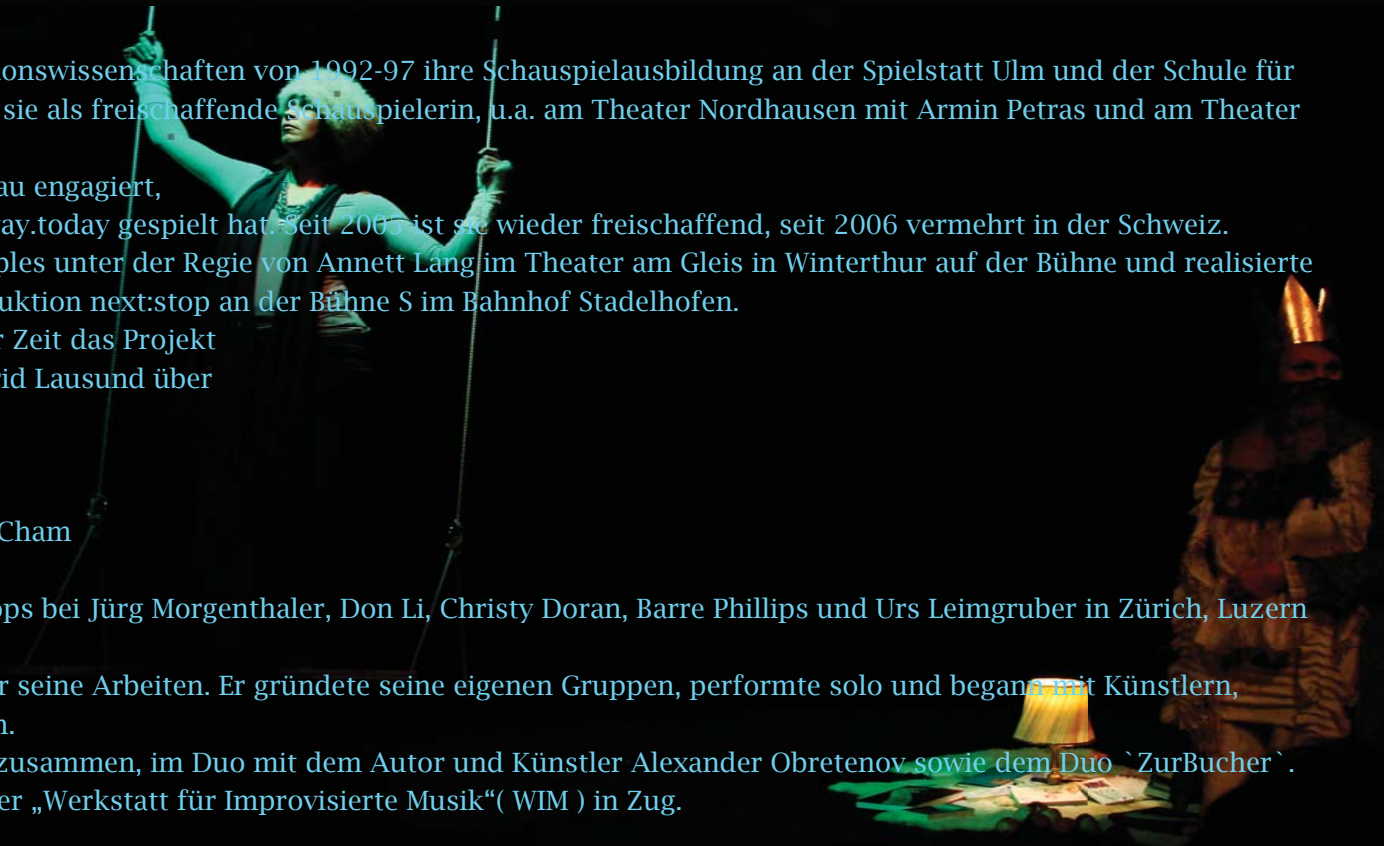 onswissenschaften von 1992-97 ihre Schauspielausbildung an der Spielstatt Ulm und der Schule für
sie als freischaffende Schauspielerin, u.a. am Theater Nordhausen mit Armin Petras und am Theater
au engagiert,
ay.today gespielt hat. Seit 2005 ist sie wieder freischaffend, seit 2006 vermehrt in der Schweiz.
ples unter der Regie von Annett Lang im Theater am Gleis in Winterthur auf der Bühne und realisierte
uktion next:stop an der Bühne S im Bahnhof Stadelhofen.
r Zeit das Projekt
rid Lausund über
Cham
ops bei Jürg Morgenthaler, Don Li, Christy Doran, Barre Phillips und Urs Leimgruber in Zürich, Luzern
r seine Arbeiten. Er gründete seine eigenen Gruppen, performte solo und begann mit Künstlern,
n.
zusammen, im Duo mit dem Autor und Künstler Alexander Obretenov sowie dem Duo `ZurBucher`.
er „Werkstatt für Improvisierte Musik“( WIM ) in Zug.